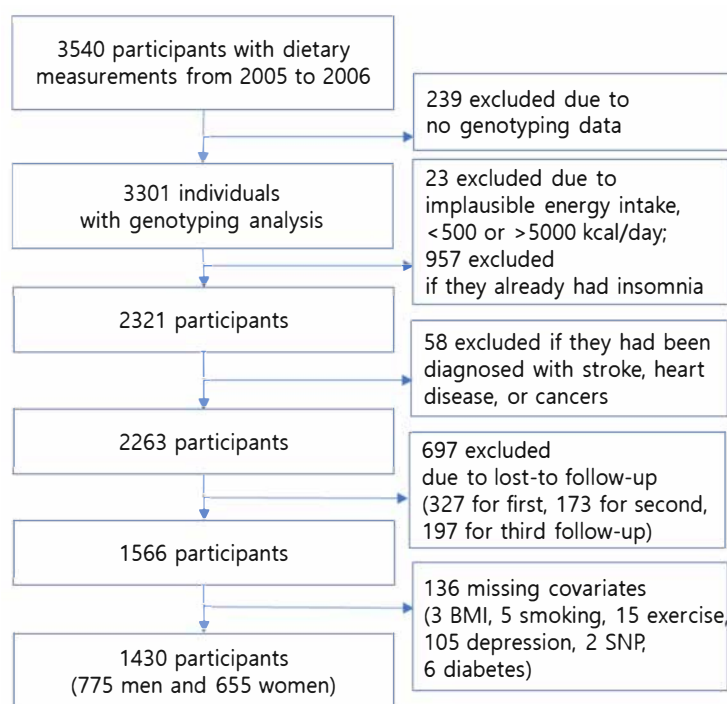 3540 participants with dietary
measurements from 2005 to 2006
239 excluded due to
no genotyping data
3301 individuals
with genotyping analysis
23 excluded due to
implausible energy intake,
<500 or >5000 kcal/day;
957 excluded
if they already had insomnia
2321 participants
58 excluded if they had been
diagnosed with stroke, heart
disease, or cancers
2263 participants
697 excluded
due to lost-to follow-up
(327 for first, 173 for second,
197 for third follow-up)
1566 participants
136 missing covariates
(3 BMI, 5 smoking, 15 exercise,
105 depression, 2 SNP,
6 diabetes)
1430 participants
(775 men and 655 women)